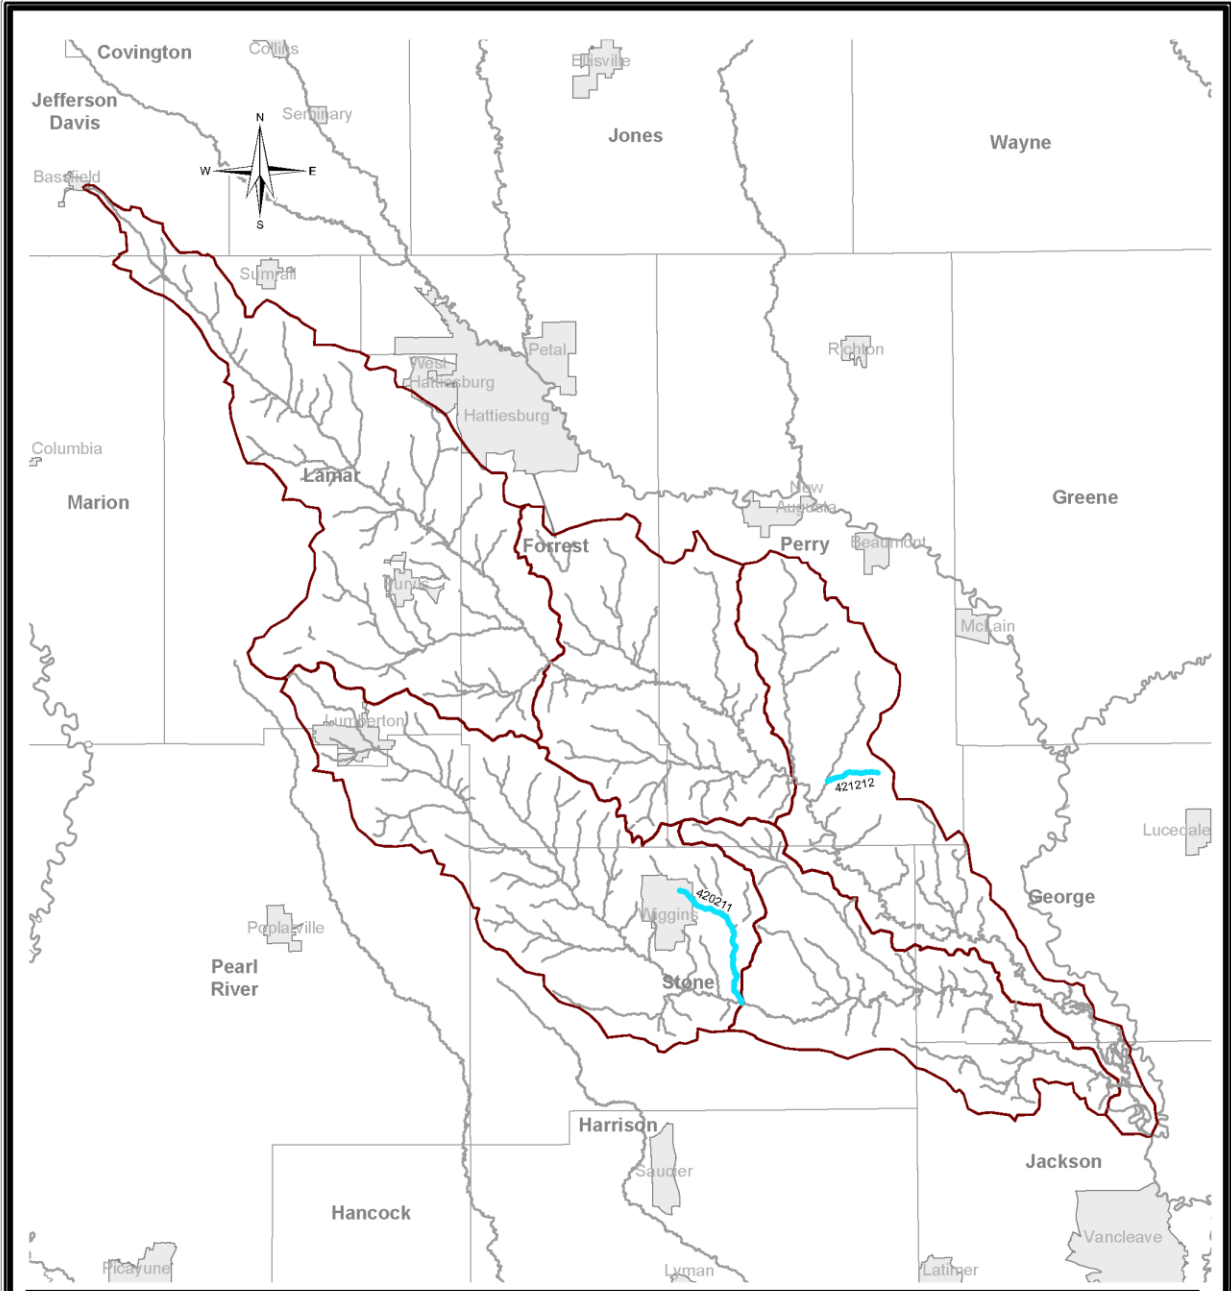 Covington
Collins
Ellisville
Jefferson
Davis
Seminary
Jones
Wayne
N
W
E
S
Bassfield
Sumrall
Petal
Richton
West
Hattiesburg
Hattiesburg
Columbia
Lamar
Marion
New
Augusta
Greene
Forrest
Perry
Beaumont
Purvis
McLain
Lumberton
421212
Lucedale
420211
Wiggins
George
Poplarville
Pearl
River
Stone
Harrison
Saucier
Jackson
Hancock
Vancleave
Picayune
Lyman
Latimer